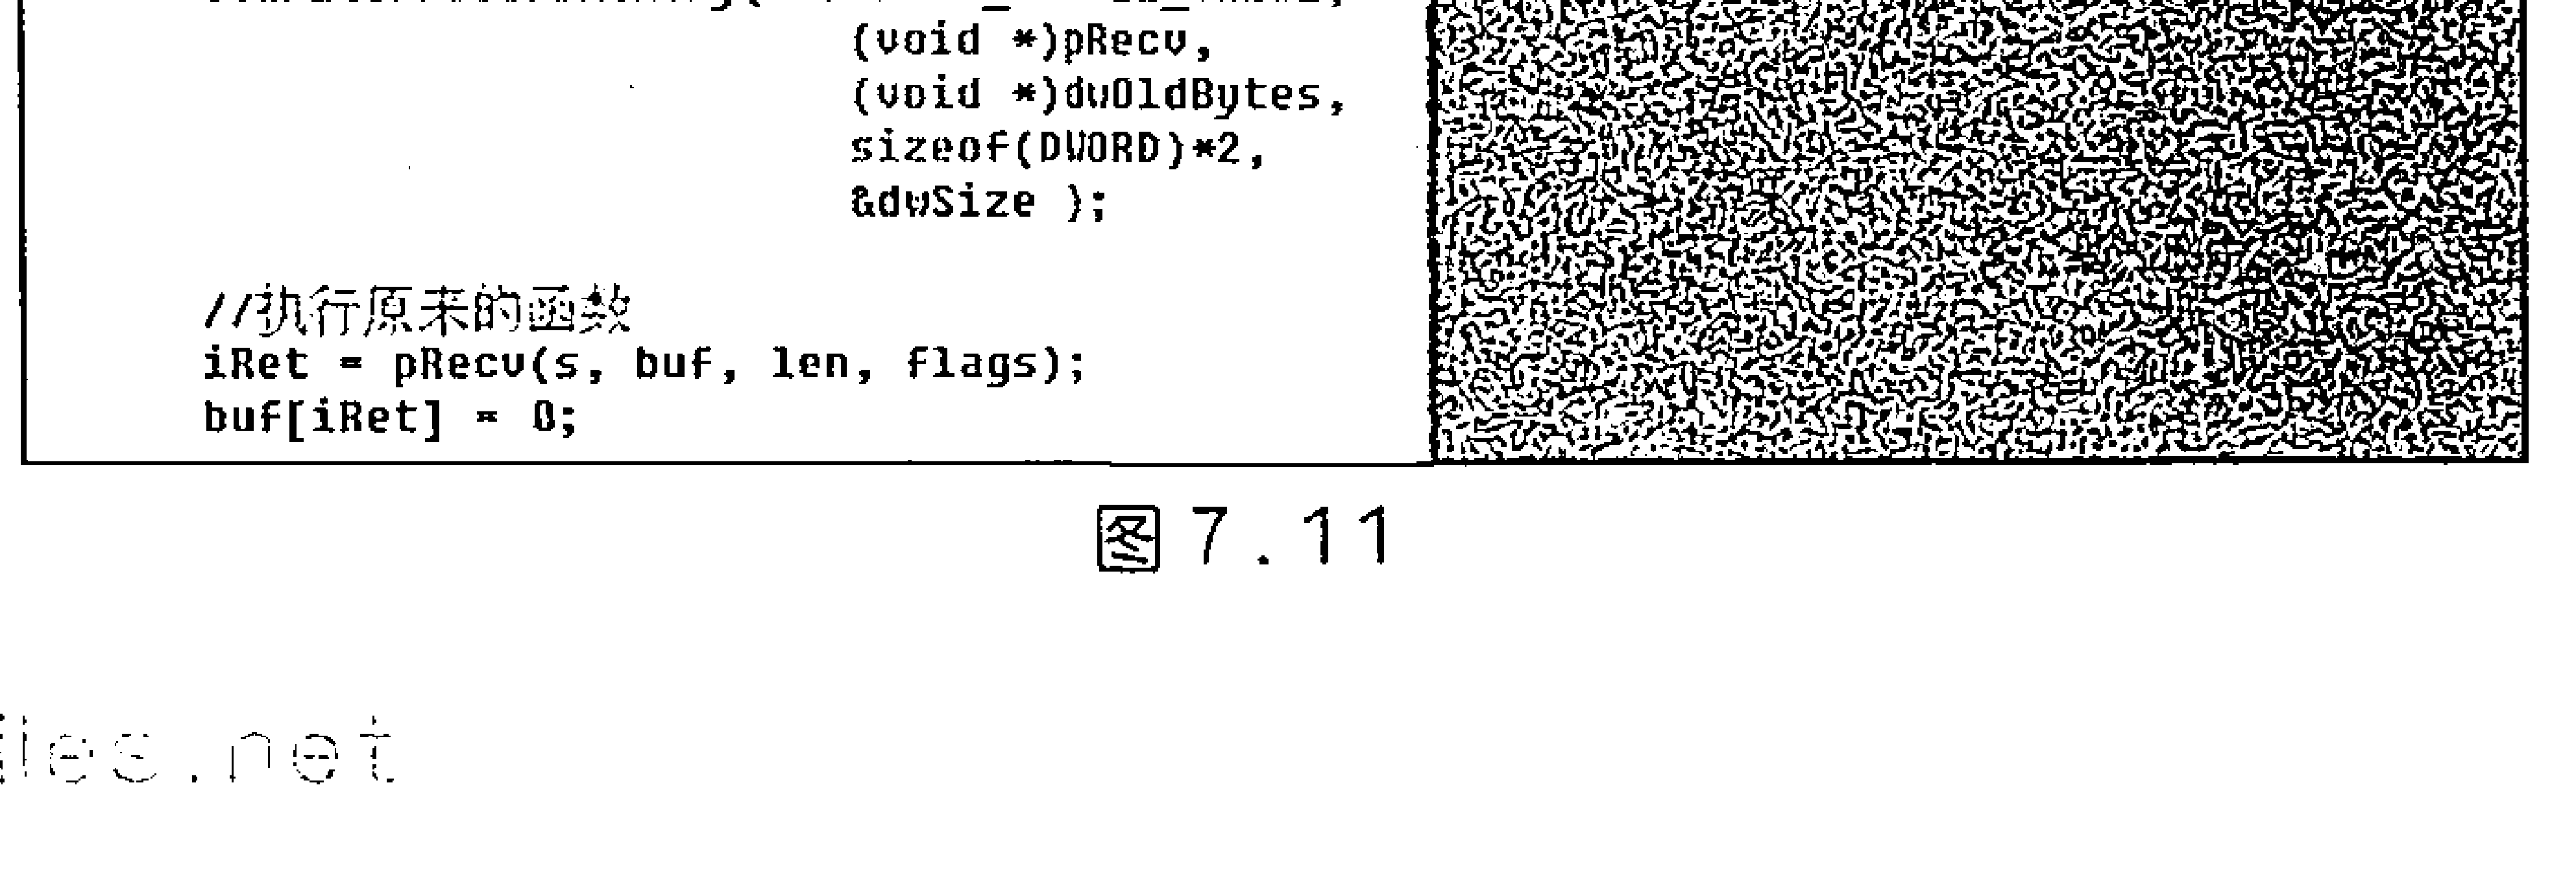 (void *)pRecv,
(void *)dwOldBytes,
sizeof(DWORD)*2,
&dwSize );
//执行原来的函数
iRet = pRecv(s, buf, len, flags);
buf[iRet] = 0;
图 7.11
iles.net